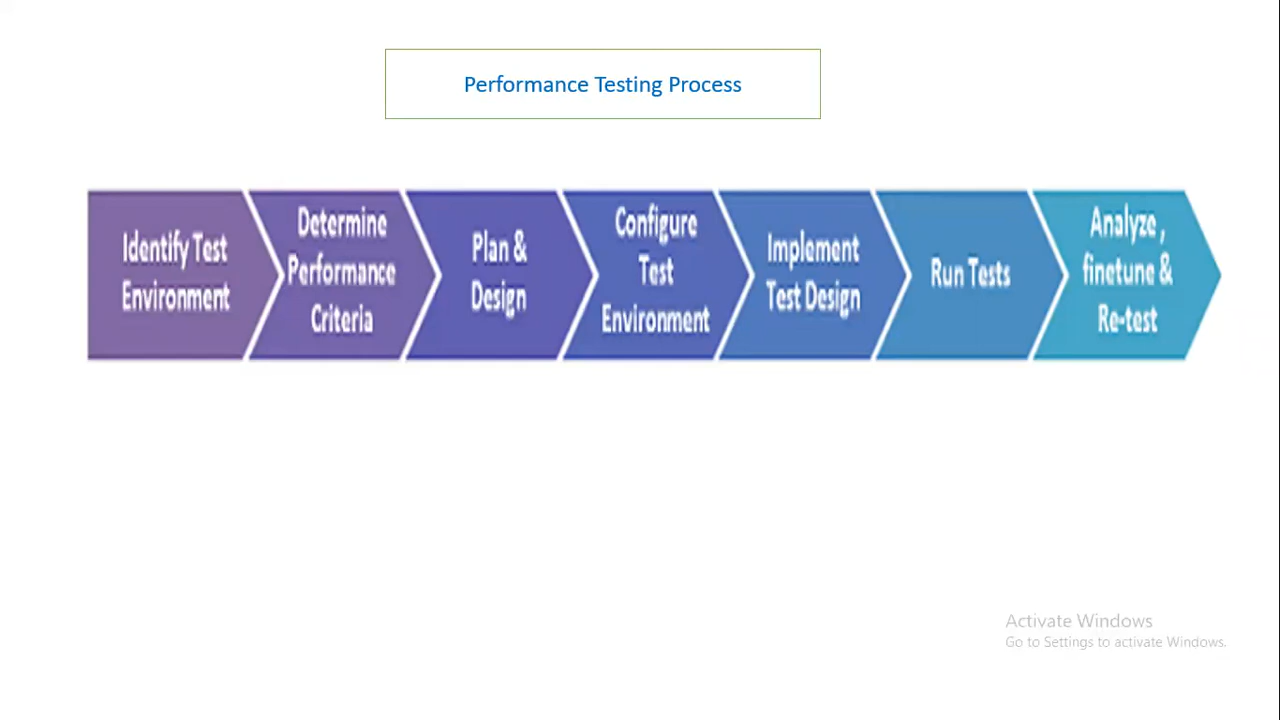 Performance Testing Process
Identify Test
Environment
Determine
Performance
Criteria
Plan &
Design
Configure
Test
Environment
Implement
Test Design
Run Tests
Analyze ,
finetune &
Re-test
Activate Windows
Go to Settings to activate Windows.